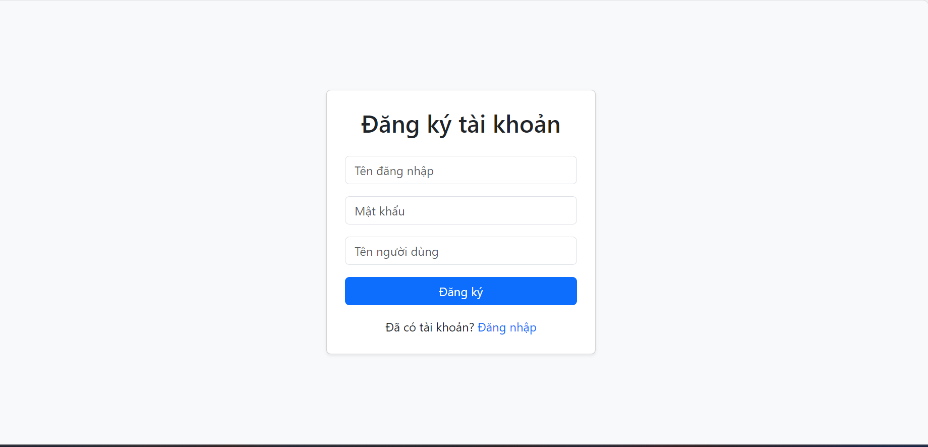 Đăng ký tài khoản
Tên đăng nhập
Mật khẩu
Tên người dùng
Đăng ký
Đã có tài khoản? Đăng nhập